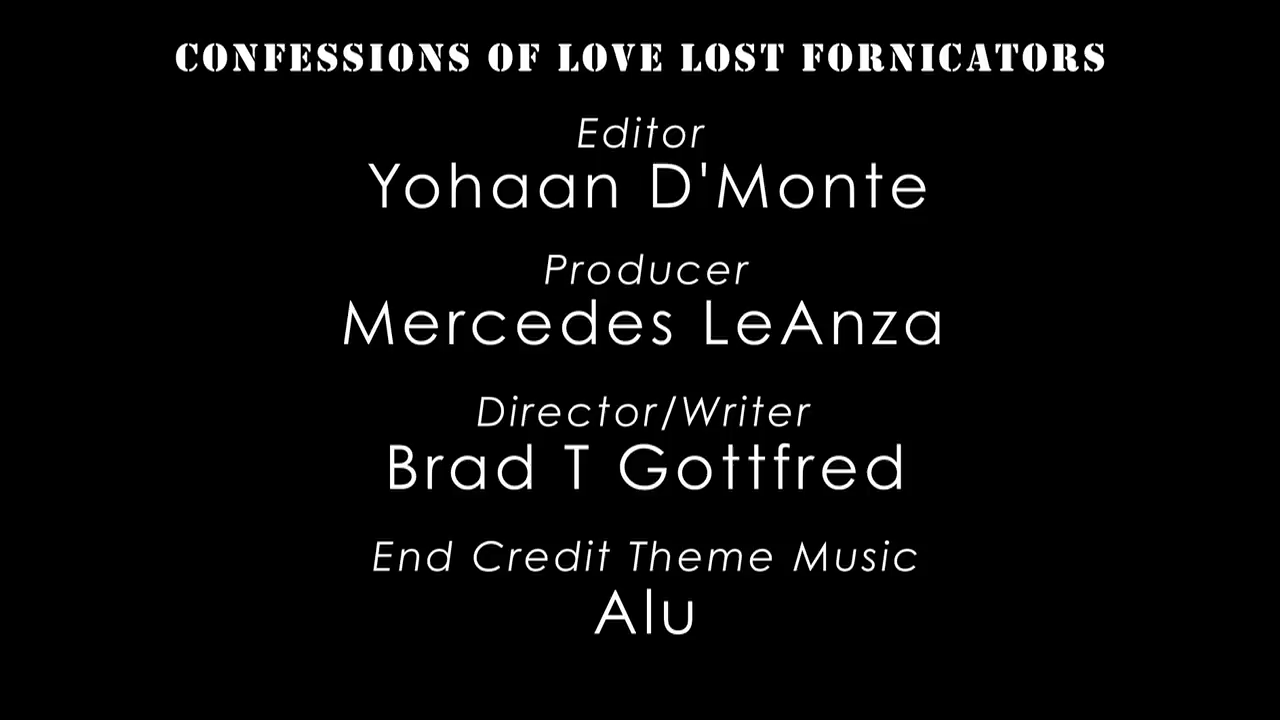 CONFESSIONS OF LOVE LOST FORNICATORS
Editor
Yohaan D'Monte
Producer
Mercedes LeAnza
Director/Writer
Brad T Gottfred
End Credit Theme Music
Alu